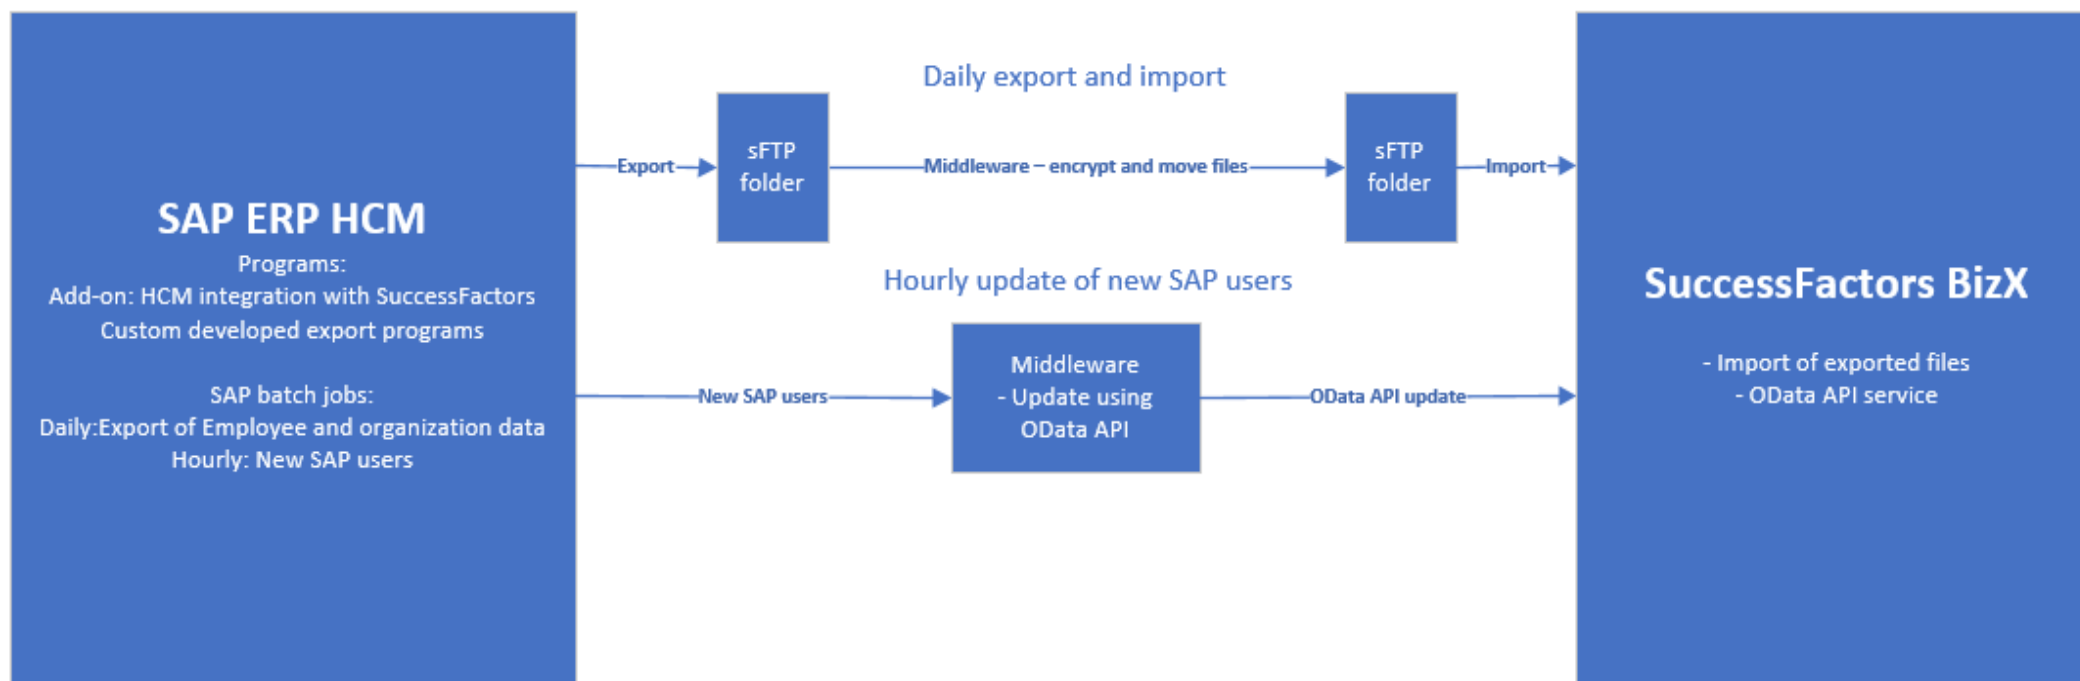 SAP ERP HCM
Programs:
Add-on: HCM integration with SuccessFactors
Custom developed export programs
SAP batch jobs:
Daily:Export of Employee and organization data
Hourly: New SAP users
Daily export and import
Export
sFTP
folder
Middleware – encrypt and move files
sFTP
folder
Import
Hourly update of new SAP users
New SAP users
Middleware
- Update using
OData API
OData API update
SuccessFactors BizX
- Import of exported files
- OData API service